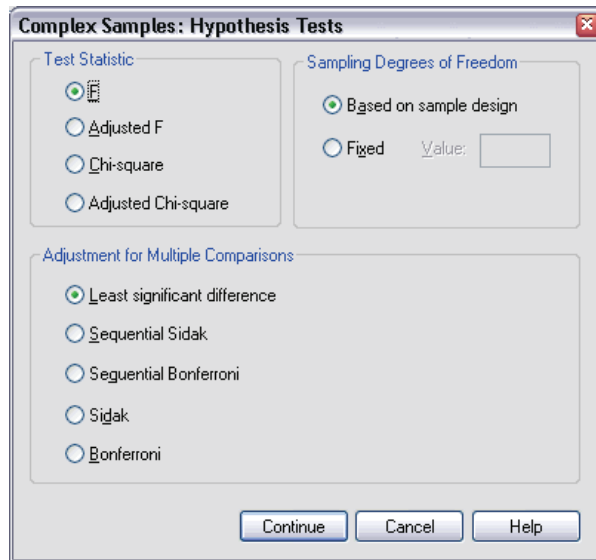 Complex Samples: Hypothesis Tests
Test Statistic
F
Adjusted F
Chi-square
Adjusted Chi-square
Sampling Degrees of Freedom
Based on sample design
Fixed Value:
Adjustment for Multiple Comparisons
Least significant difference
Sequential Sidak
Sequential Bonferroni
Sidak
Bonferroni
Continue Cancel Help